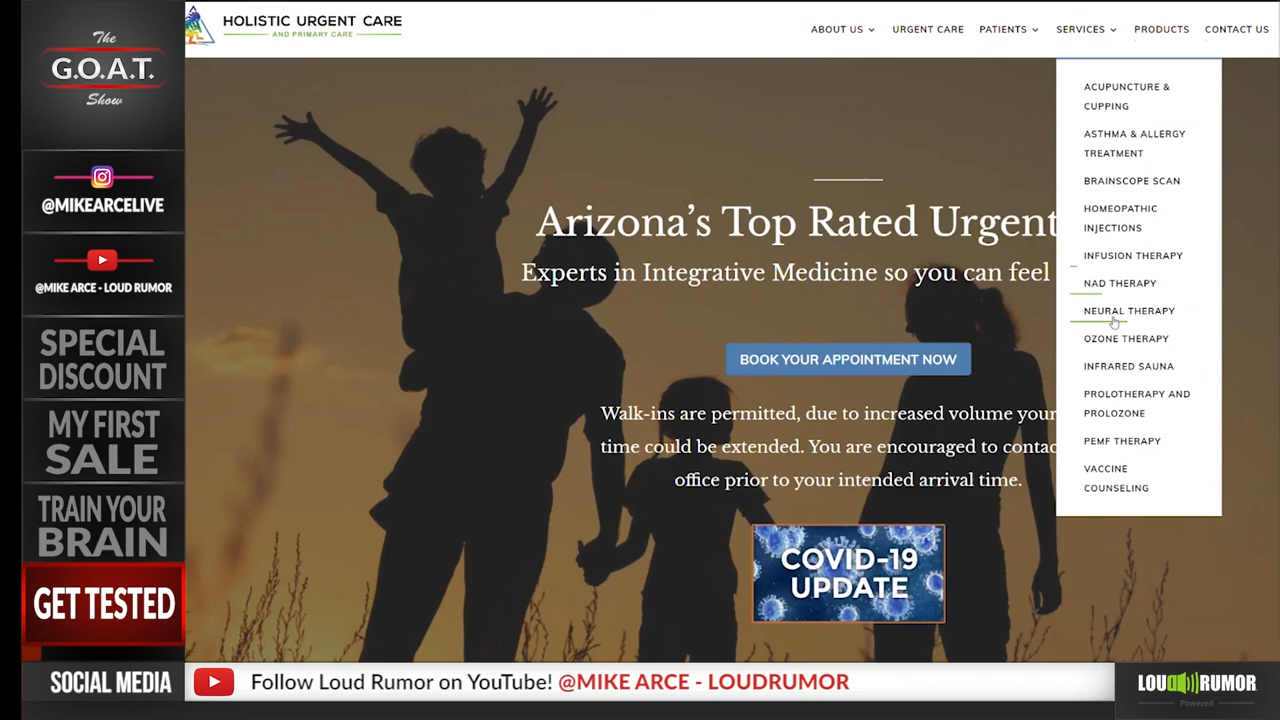 The
G.O.A.T.
Show
@MIKEARCELIVE
@MIKE ARCE - LOUD RUMOR
SPECIAL
DISCOUNT
MY FIRST
SALE
TRAIN YOUR
BRAIN
GET TESTED
SOCIAL MEDIA
HOLISTIC URGENT CARE
AND PRIMARY CARE
ABOUT US
URGENT CARE
PATIENTS
SERVICES
PRODUCTS
CONTACT US
ACUPUNCTURE &
CUPPING
ASTHMA & ALLERGY
TREATMENT
BRAINSCOPE SCAN
HOMEOPATHIC
INJECTIONS
INFUSION THERAPY
NAD THERAPY
NEURAL THERAPY
OZONE THERAPY
INFRARED SAUNA
PROLOTHERAPY AND
PROLOZONE
PEMF THERAPY
VACCINE
COUNSELING
Arizona's Top Rated Urgent
Experts in Integrative Medicine so you can feel
BOOK YOUR APPOINTMENT NOW
Walk-ins are permitted, due to increased volume your
time could be extended. You are encouraged to contac
office prior to your intended arrival time.
COVID-19
UPDATE
Follow Loud Rumor on YouTube! @MIKE ARCE - LOUDRUMOR
LOUD RUMOR
Powered